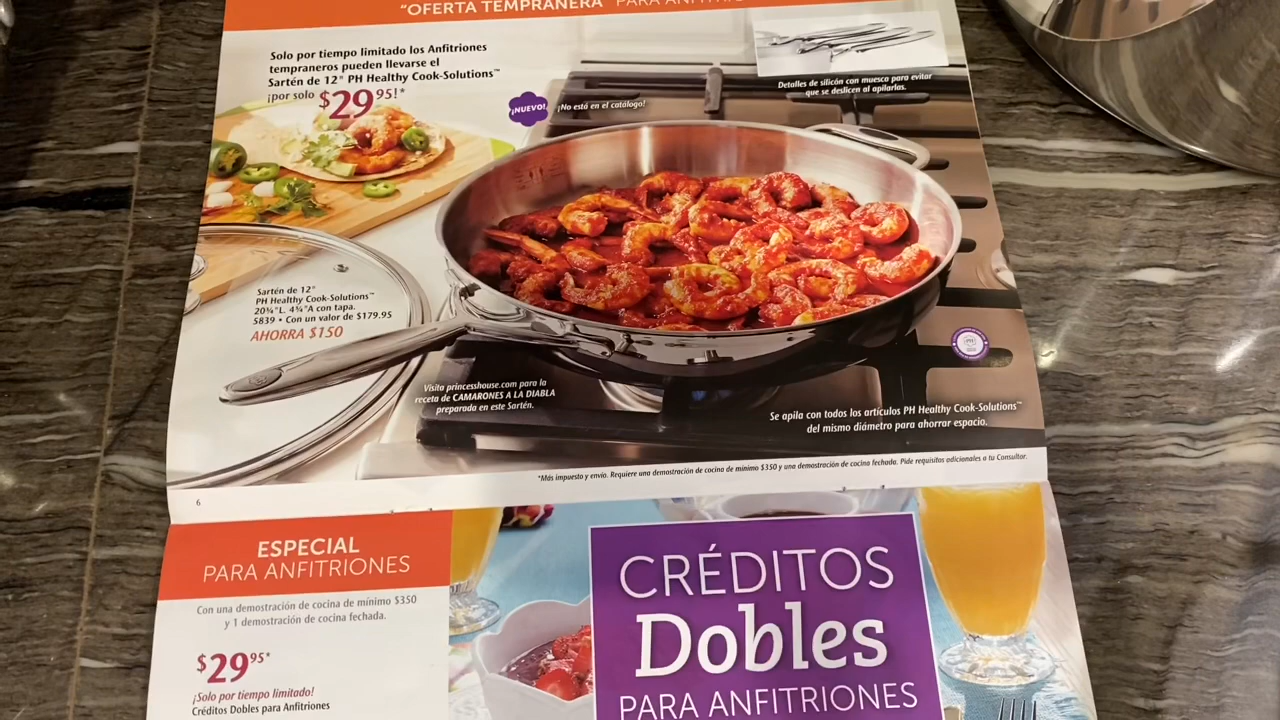 "OFERTA TEMPRANERA" PARA
Solo por tiempo limitado los Anfitriones
tempraneros pueden llevarse el
Sartén de 12" PH Healthy Cook-Solutions™
¡por solo $29.95!*
¡NUEVO!
¡No está en el catálogo!
Detalles de silicón con muesca para evitar
que se deslicen al apilarlas.
Sartén de 12"
PH Healthy Cook-Solutions™
20¾"L. 4¾"A con tapa.
5839 • Con un valor de $179.95
AHORRA $150
Visita princesshouse.com para la
receta de CAMARONES A LA DIABLA
preparada en este Sartén.
PH
Se apila con todos los artículos PH Healthy Cook-Solutions™
del mismo diámetro para ahorrar espacio.
*Más impuesto y envío. Requiere una demostración de cocina de mínimo $350 y una demostración de cocina fechada. Pide requisitos adicionales a tu Consultor.
6
ESPECIAL
PARA ANFITRIONES
Con una demostración de cocina de mínimo $350
y 1 demostración de cocina fechada.
$29.95*
¡Solo por tiempo limitado!
Créditos Dobles para Anfitriones
CRÉDITOS
Dobles
PARA ANFITRIONES